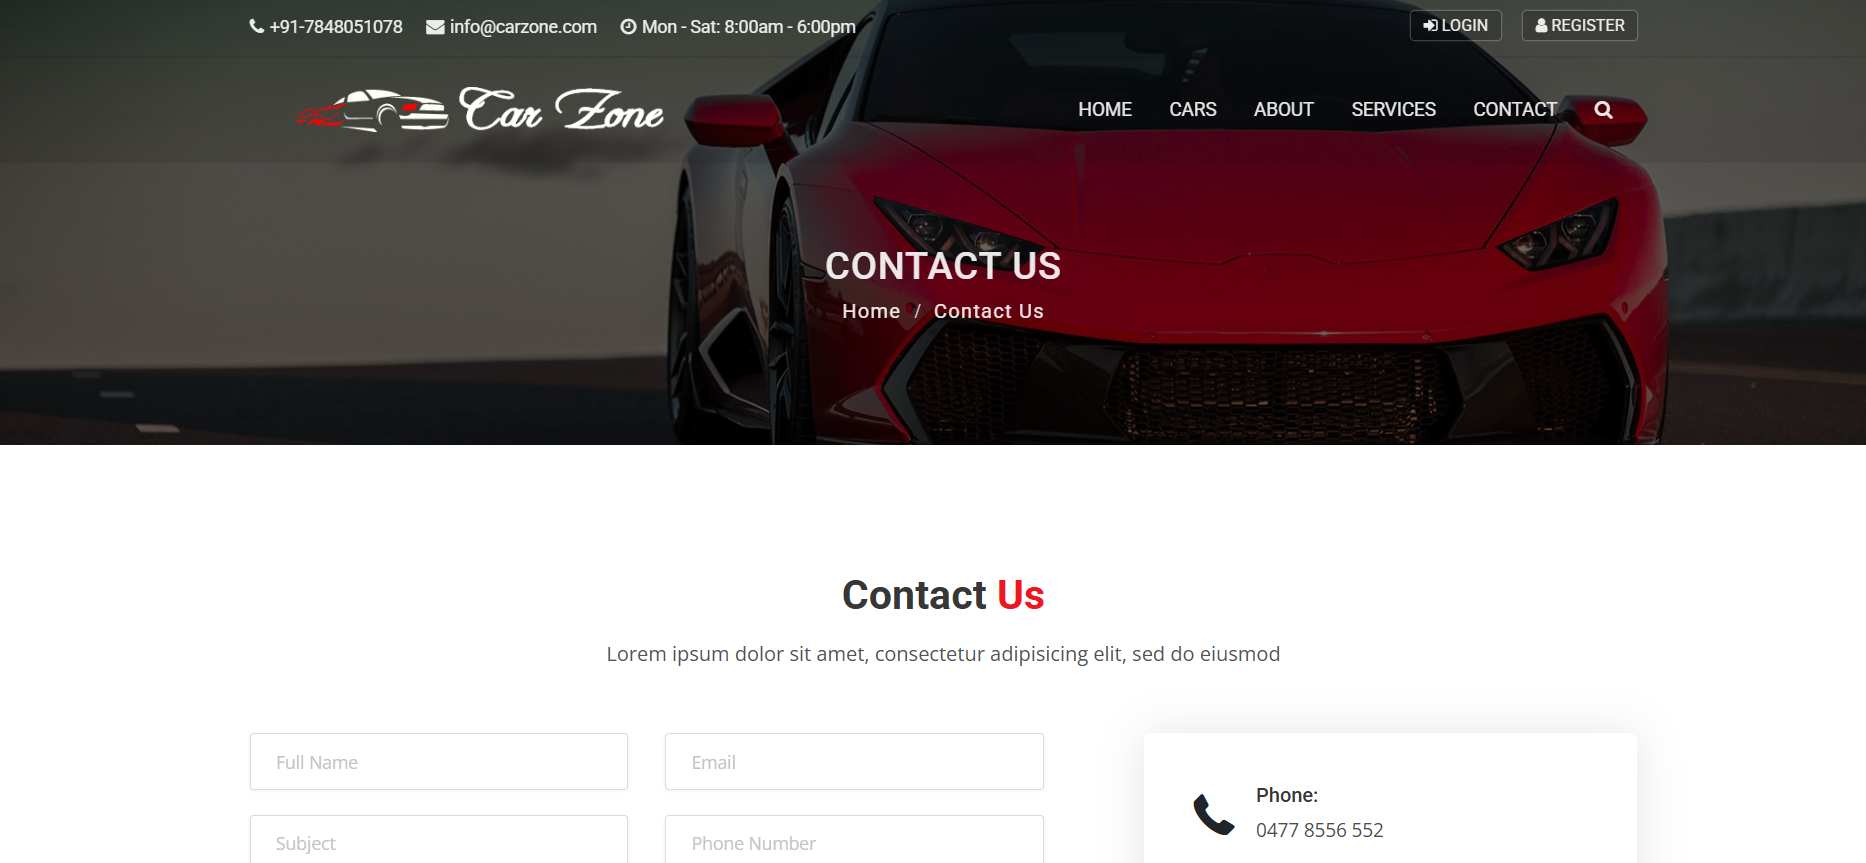 +91-7848051078 info@carzone.com Mon - Sat: 8:00am - 6:00pm LOGIN REGISTER
Car Zone HOME CARS ABOUT SERVICES CONTACT
CONTACT US
Home / Contact Us
Contact Us
Lorem ipsum dolor sit amet, consectetur adipisicing elit, sed do eiusmod
Full Name Email
Subject Phone Number
Phone:
0477 8556 552